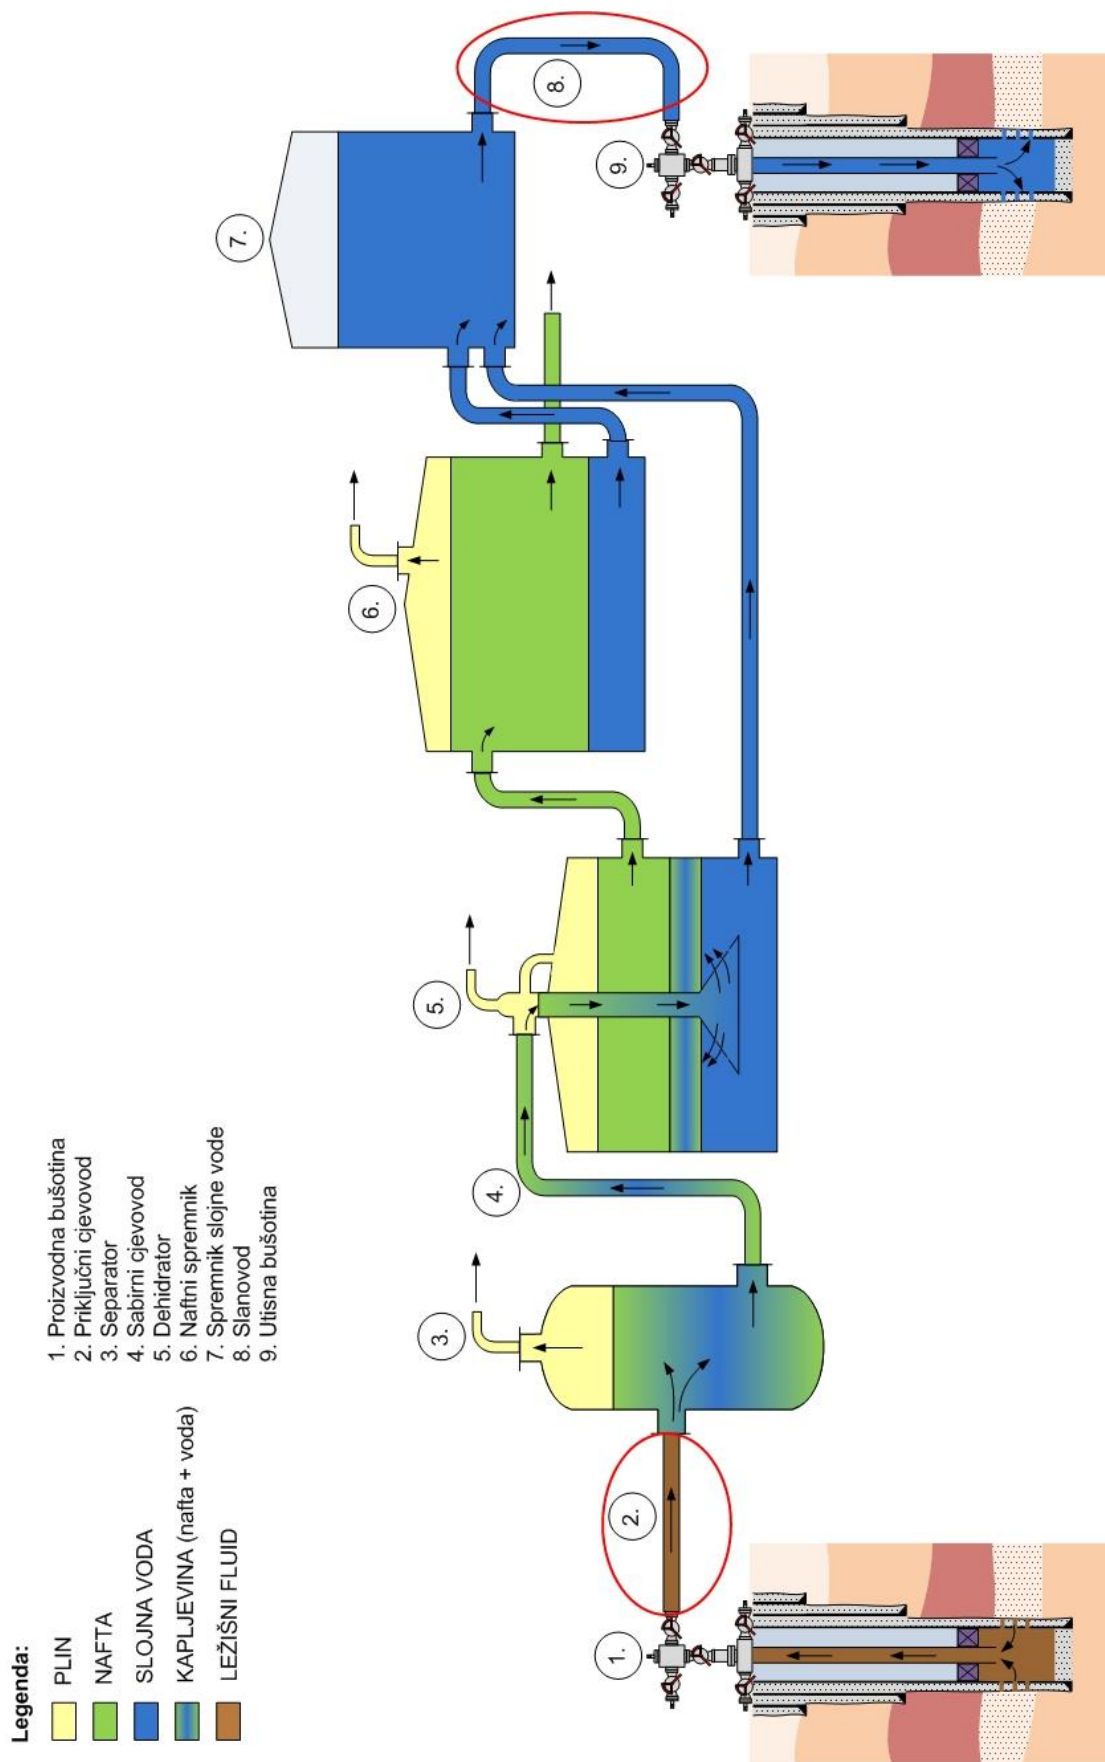 Legenda:
PLIN
NAFTA
SLOJNA VODA
KAPLJEVINA (nafta + voda)
LEŽIŠNI FLUID
1. Proizvodna bušotina
2. Priključni cjevovod
3. Separator
4. Sabirni cjevovod
5. Dehidrator
6. Naftni spremnik
7. Spremnik slojne vode
8. Slanovod
9. Utisna bušotina
1.
2.
3.
4.
5.
6.
7.
8.
9.